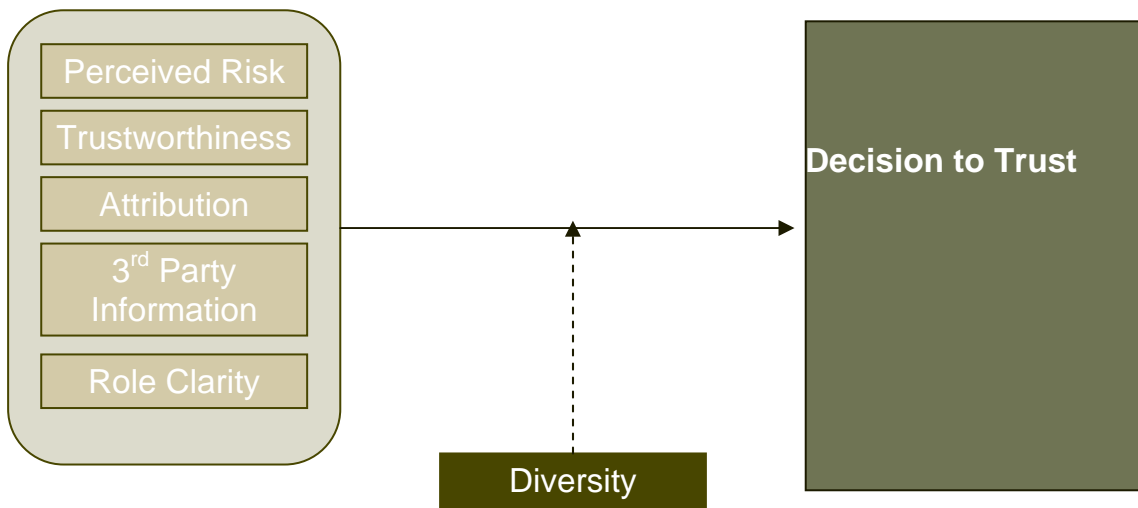 Perceived Risk
Trustworthiness
Attribution
3rd Party
Information
Role Clarity
Decision to Trust
Diversity